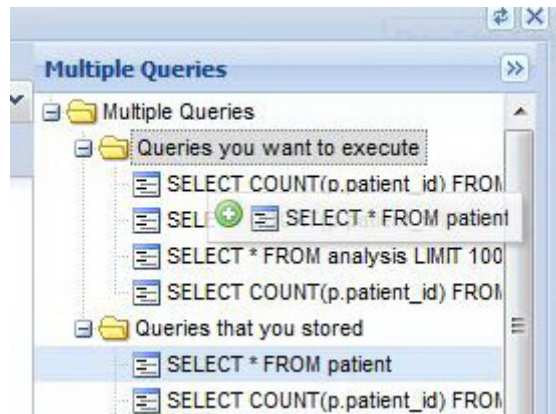 Multiple Queries
Multiple Queries
Queries you want to execute
SELECT COUNT(p.patient_id) FROM
SELE
SELECT * FROM patient
SELECT * FROM analysis LIMIT 100
SELECT COUNT(p.patient_id) FROM
Queries that you stored
SELECT * FROM patient
SELECT COUNT(p.patient_id) FROM